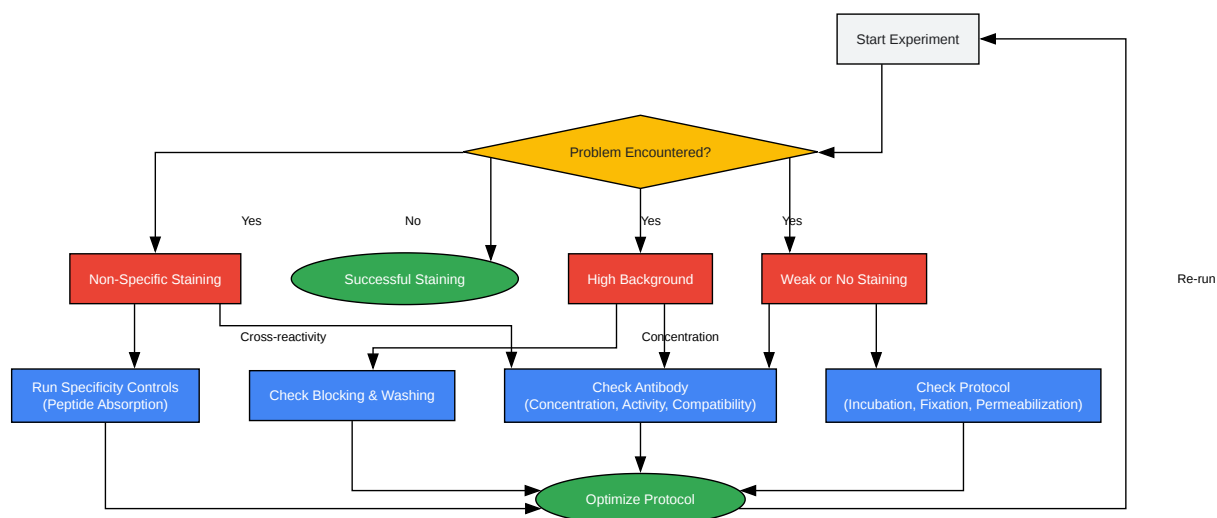 Start Experiment
Problem Encountered?
Yes
No
Yes
Yes
Non-Specific Staining
Successful Staining
High Background
Weak or No Staining
Re-run
Cross-reactivity
Concentration
Run Specificity Controls
(Peptide Absorption)
Check Blocking & Washing
Check Antibody
(Concentration, Activity, Compatibility)
Check Protocol
(Incubation, Fixation, Permeabilization)
Optimize Protocol